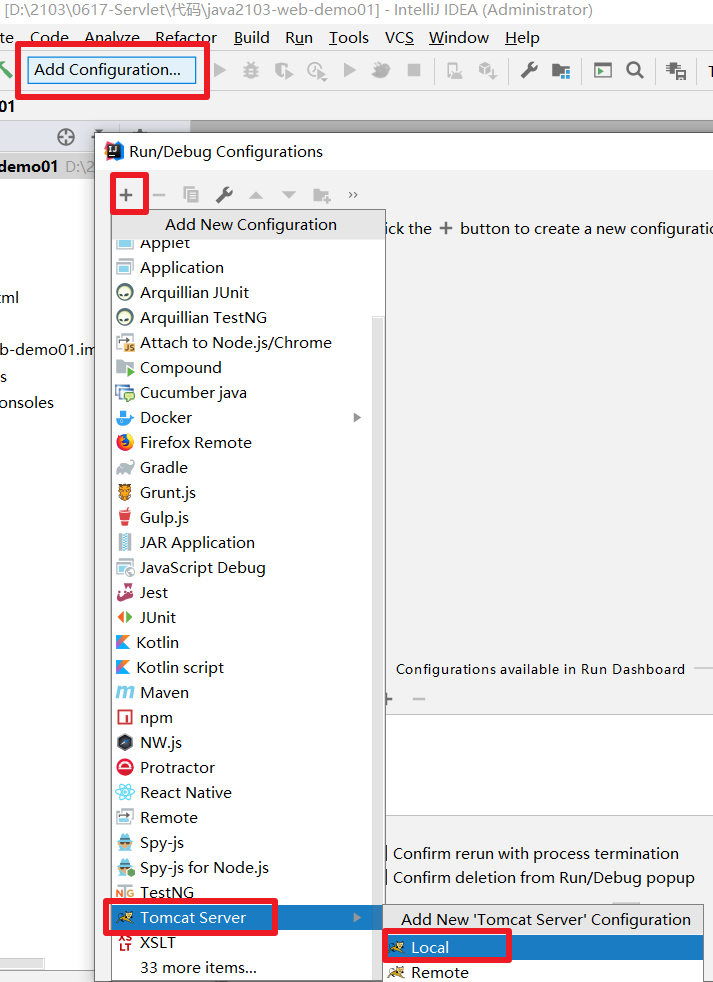 [D:\2103\0617-Servlet\代码\java2103-web-demo01] - IntelliJ IDEA (Administrator)
te Code Analyze Refactor Build Run Tools VCS Window Help
Add Configuration...
01
demo01 D:\2
Run/Debug Configurations
Add New Configuration
ick the + button to create a new configuratio
Applet
Application
Arquillian JUnit
xml
Arquillian TestNG
Attach to Node.js/Chrome
b-demo01.im
Compound
s
Cucumber java
onsoles
Docker
Firefox Remote
Gradle
Grunt.js
Gulp.js
JAR Application
JavaScript Debug
Jest
JUnit
Kotlin
Kotlin script
Configurations available in Run Dashboard
Maven
npm
NW.js
Protractor
React Native
Remote
Spy-js
Confirm rerun with process termination
Spy-js for Node.js
Confirm deletion from Run/Debug popup
TestNG
Tomcat Server
Add New 'Tomcat Server' Configuration
XSLT
Local
33 more items...
Remote